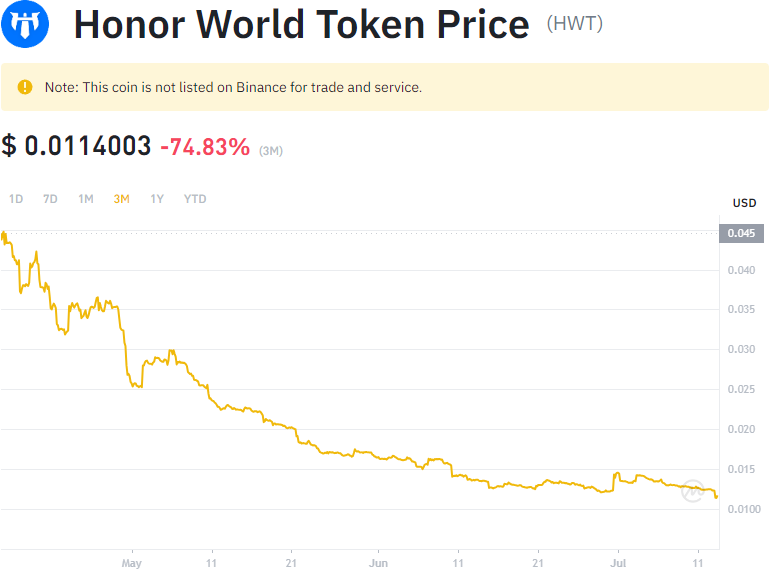 Honor World Token Price (HWT)
Note: This coin is not listed on Binance for trade and service.
$ 0.0114003 -74.83% (3M)
1D 7D 1M 3M 1Y YTD
USD
0.045
0.040
0.035
0.030
0.025
0.020
0.015
0.0100
May 11 21 Jun 11 21 Jul 11